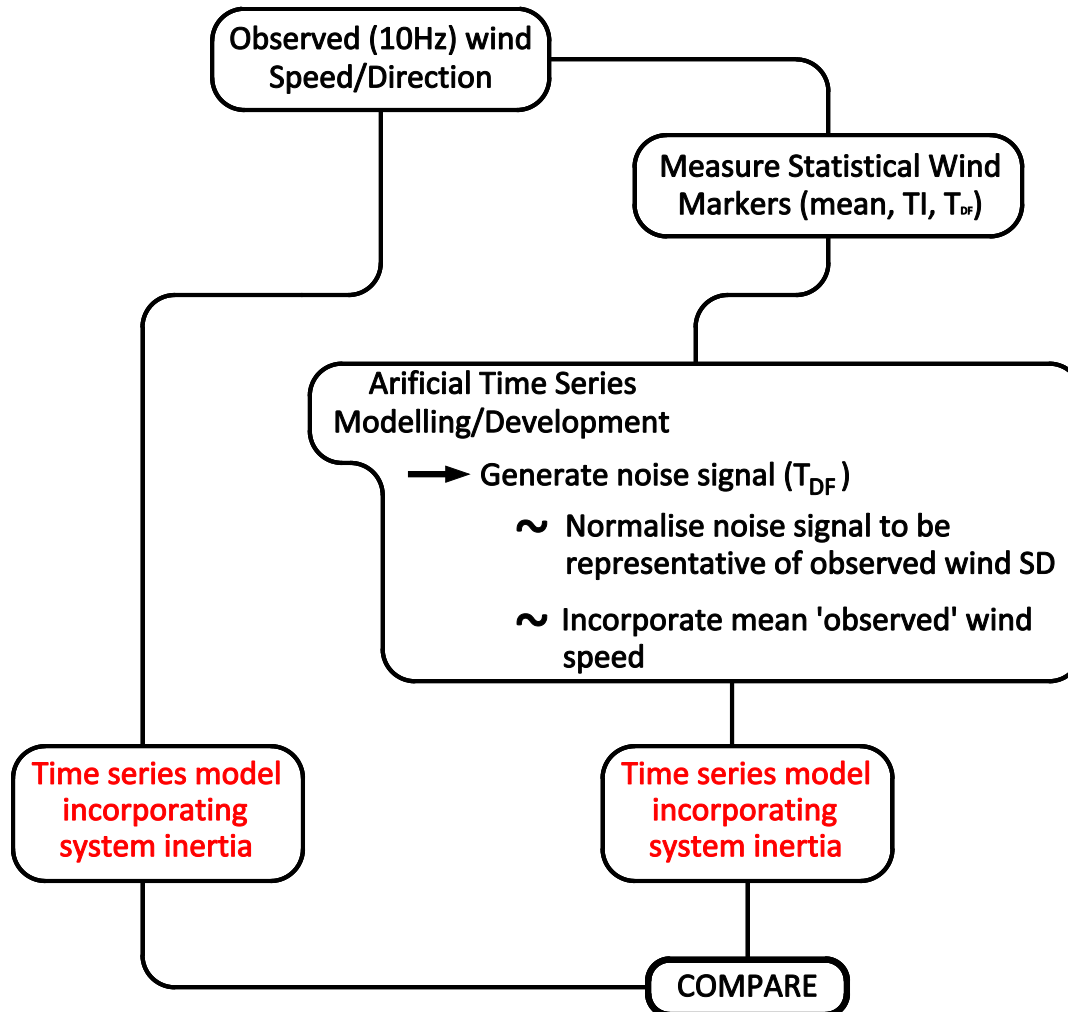 Observed (10Hz) wind
Speed/Direction
Measure Statistical Wind
Markers (mean, TI, T_DF)
Arificial Time Series
Modelling/Development
Generate noise signal (T_DF)
~ Normalise noise signal to be
representative of observed wind SD
~ Incorporate mean 'observed' wind
speed
Time series model
incorporating
system inertia
Time series model
incorporating
system inertia
COMPARE